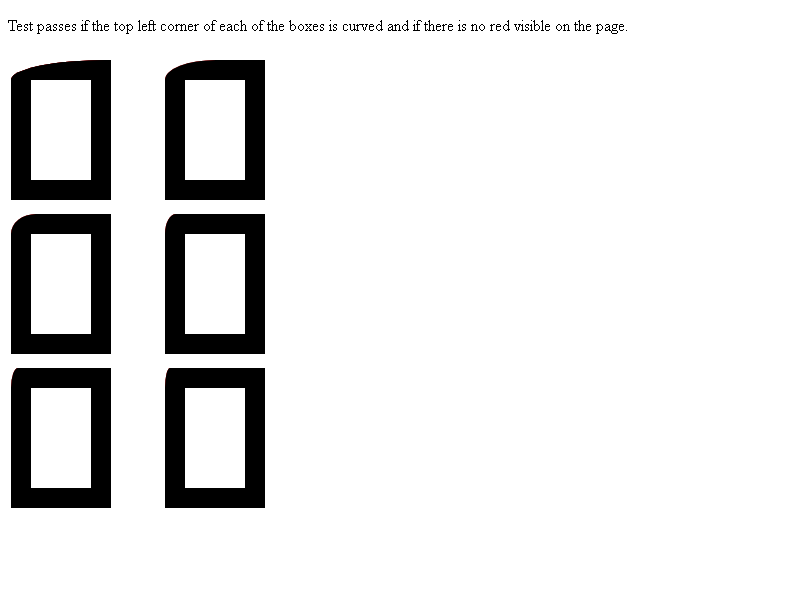 Test passes if the top left corner of each of the boxes is curved and if there is no red visible on the page.